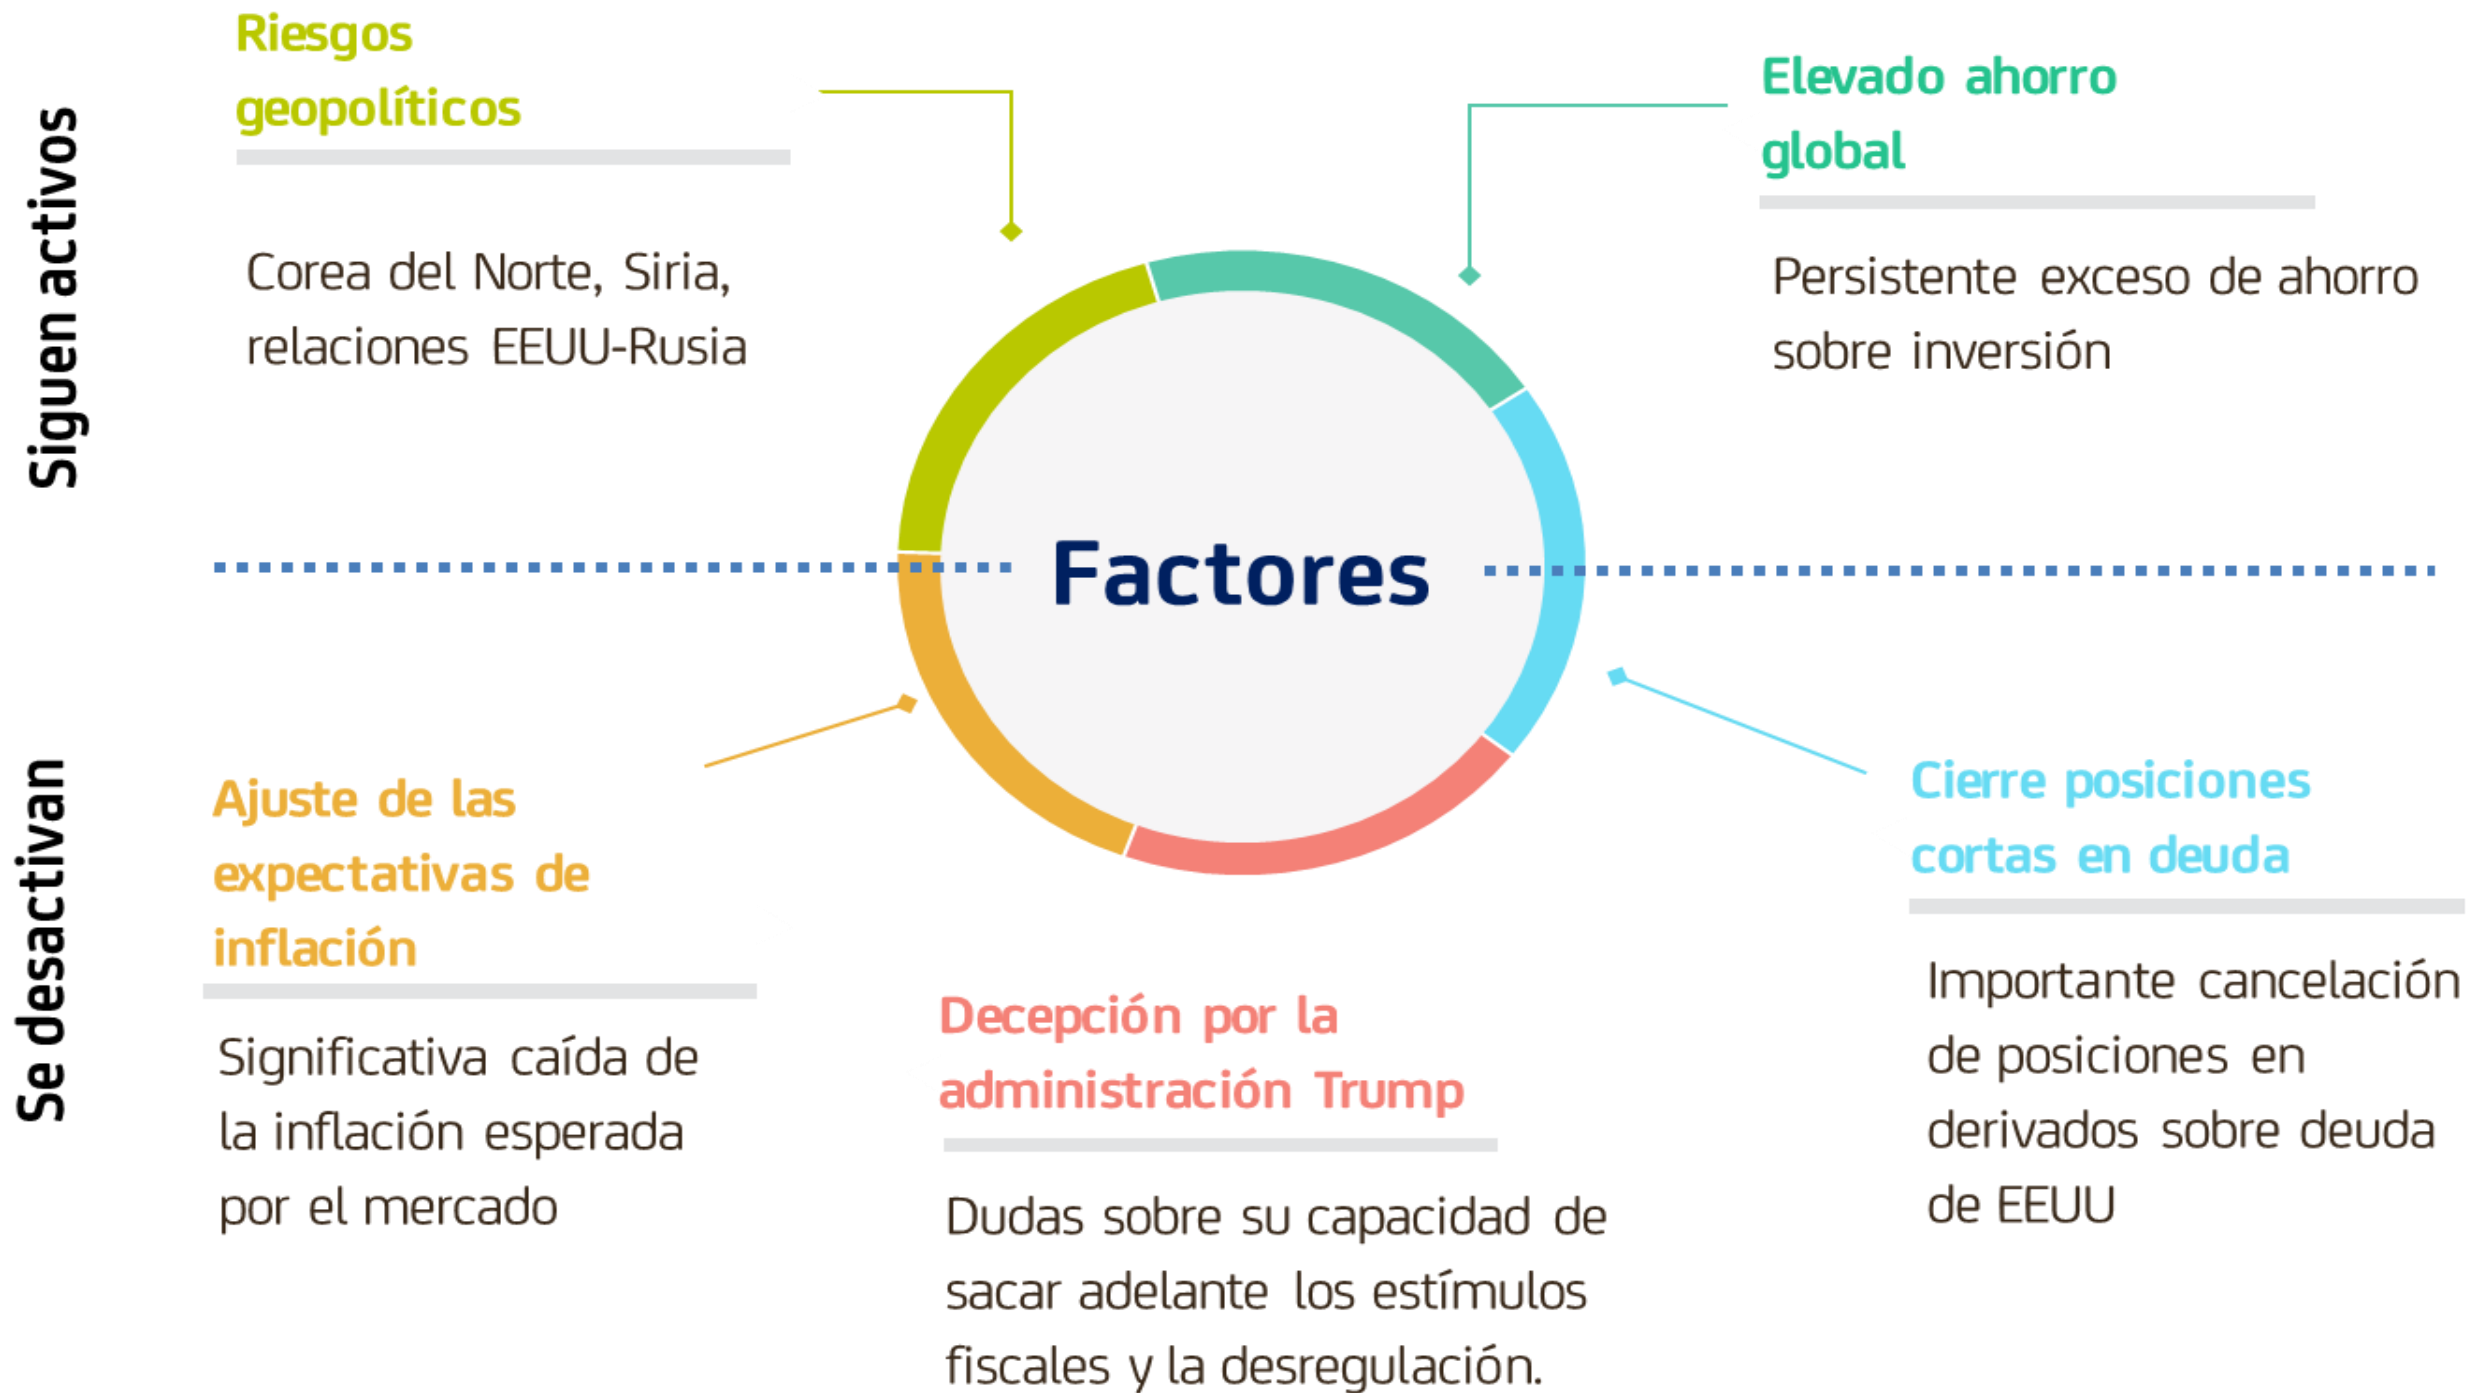 Siguen activos
Riesgos
geopolíticos
Corea del Norte, Siria,
relaciones EEUU-Rusia
Elevado ahorro
global
Persistente exceso de ahorro
sobre inversión
Factores
Se desactivan
Ajuste de las
expectativas de
inflación
Significativa caída de
la inflación esperada
por el mercado
Decepción por la
administración Trump
Dudas sobre su capacidad de
sacar adelante los estímulos
fiscales y la desregulación.
Cierre posiciones
cortas en deuda
Importante cancelación
de posiciones en
derivados sobre deuda
de EEUU